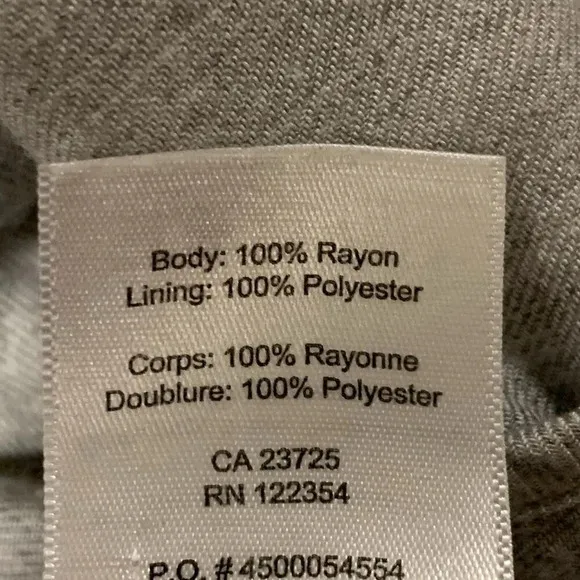 Body: 100% Rayon
Lining: 100% Polyester
Corps: 100% Rayonne
Doublure: 100% Polyester
CA 23725
RN 122354
P.O. #4500054554